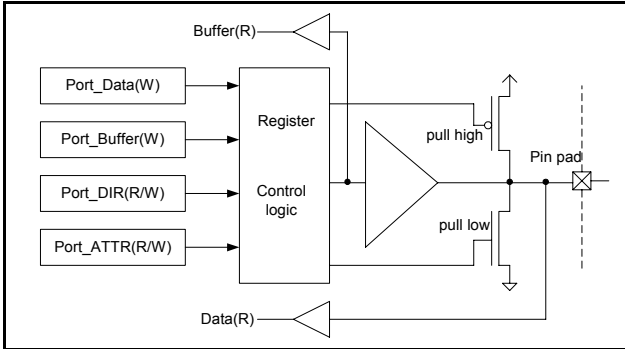 Buffer(R)
Port_Data(W)
Register
Port_Buffer(W)
pull high
Pin pad
Port_DIR(R/W)
Control
logic
pull low
Port_ATTR(R/W)
Data(R)